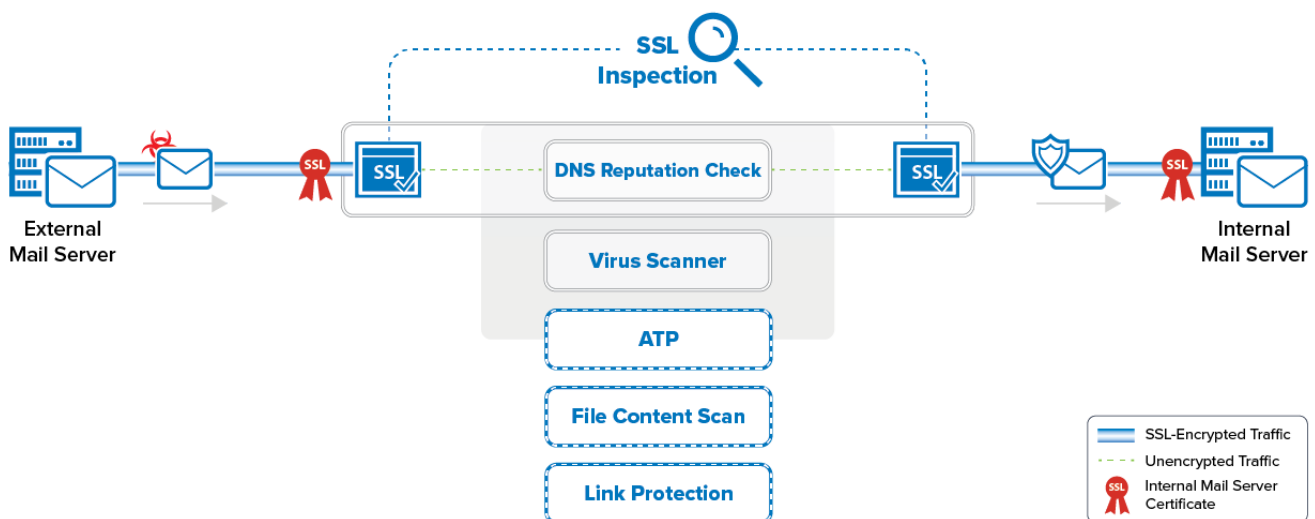 SSL
Inspection
SSL
SSL
DNS Reputation Check
SSL
SSL
External
Mail Server
Internal
Mail Server
Virus Scanner
ATP
File Content Scan
Link Protection
SSL-Encrypted Traffic
Unencrypted Traffic
SSL
Internal Mail Server
Certificate